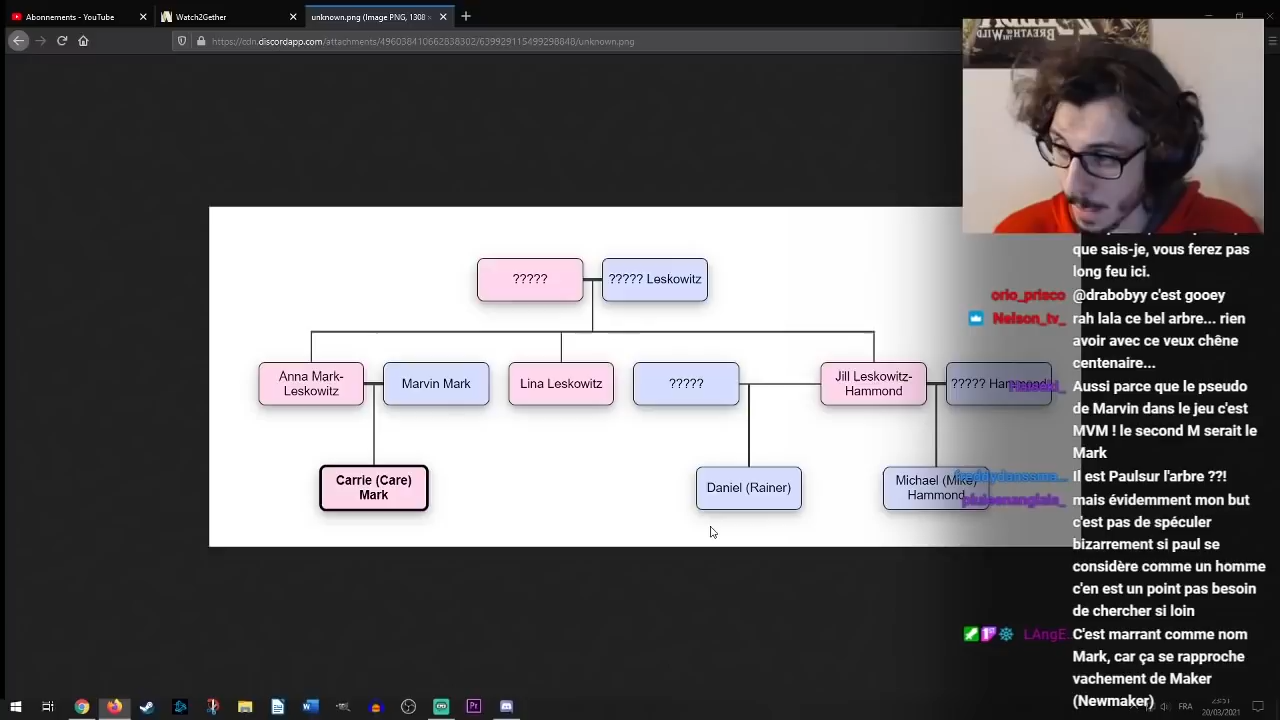 Abonnements - YouTube
Watch2Gether
unknown.png (Image PNG, 1308 ×
https://cdn.discordapp.com/attachments/496038410662838302/639929115499298848/unknown.png
????? 
????? Leskowitz
Anna Mark-
Leskowitz
Marvin Mark
Lina Leskowitz
?????
Jill Leskowitz-
Hammond
????? Hammond
Carrie (Care)
Mark
Daniel (Rainer)
Michael (Mike)
Hammond
que sais-je, vous ferez pas
long feu ici.
orio_prisco @drabobyy c'est gooey
Nelson_tv_ rah lala ce bel arbre... rien
avoir avec ce veux chêne
centenaire...
Aussi parce que le pseudo
de Marvin dans le jeu c'est
MVM ! le second M serait le
Mark
Il est Paulsur l'arbre ??!
mais évidemment mon but
c'est pas de spéculer
bizarrement si paul se
considère comme un homme
c'en est un point pas besoin
de chercher si loin
LAngE C'est marrant comme nom
Mark, car ça se rapproche
vachement de Maker
(Newmaker)
FR
23:51
20/03/2021